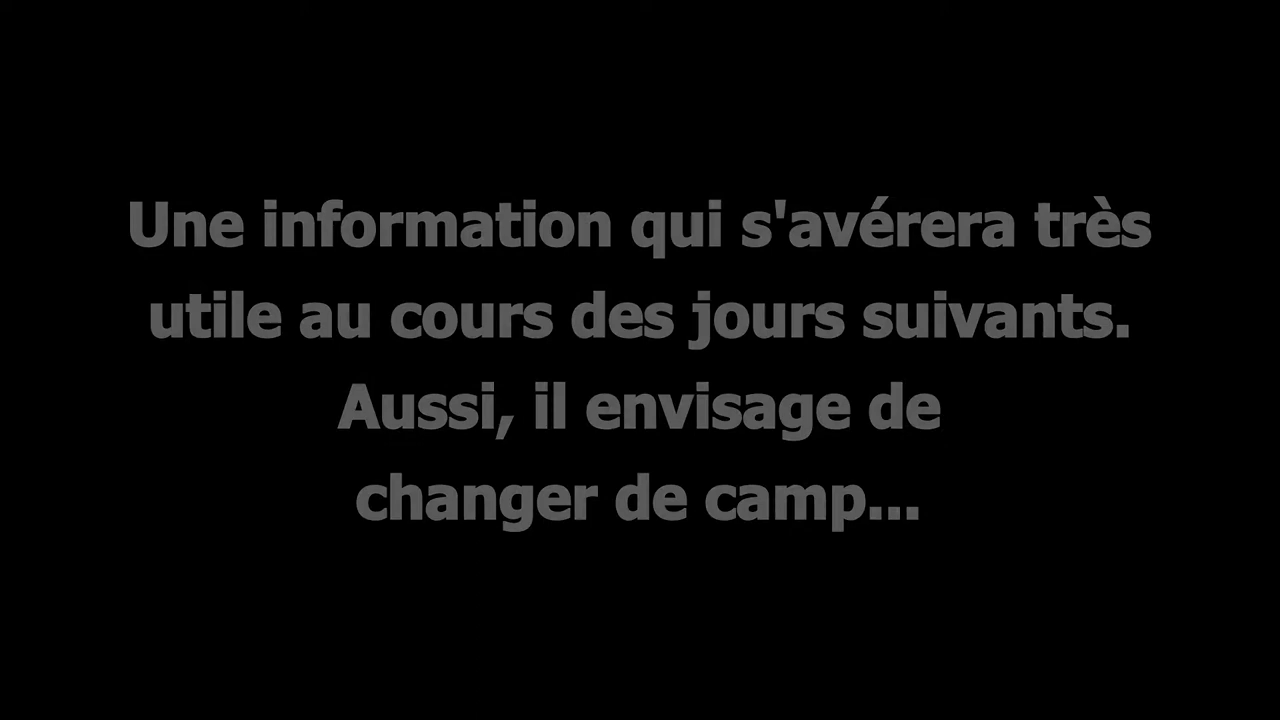 Une information qui s'avérera très
utile au cours des jours suivants.
Aussi, il envisage de
changer de camp...